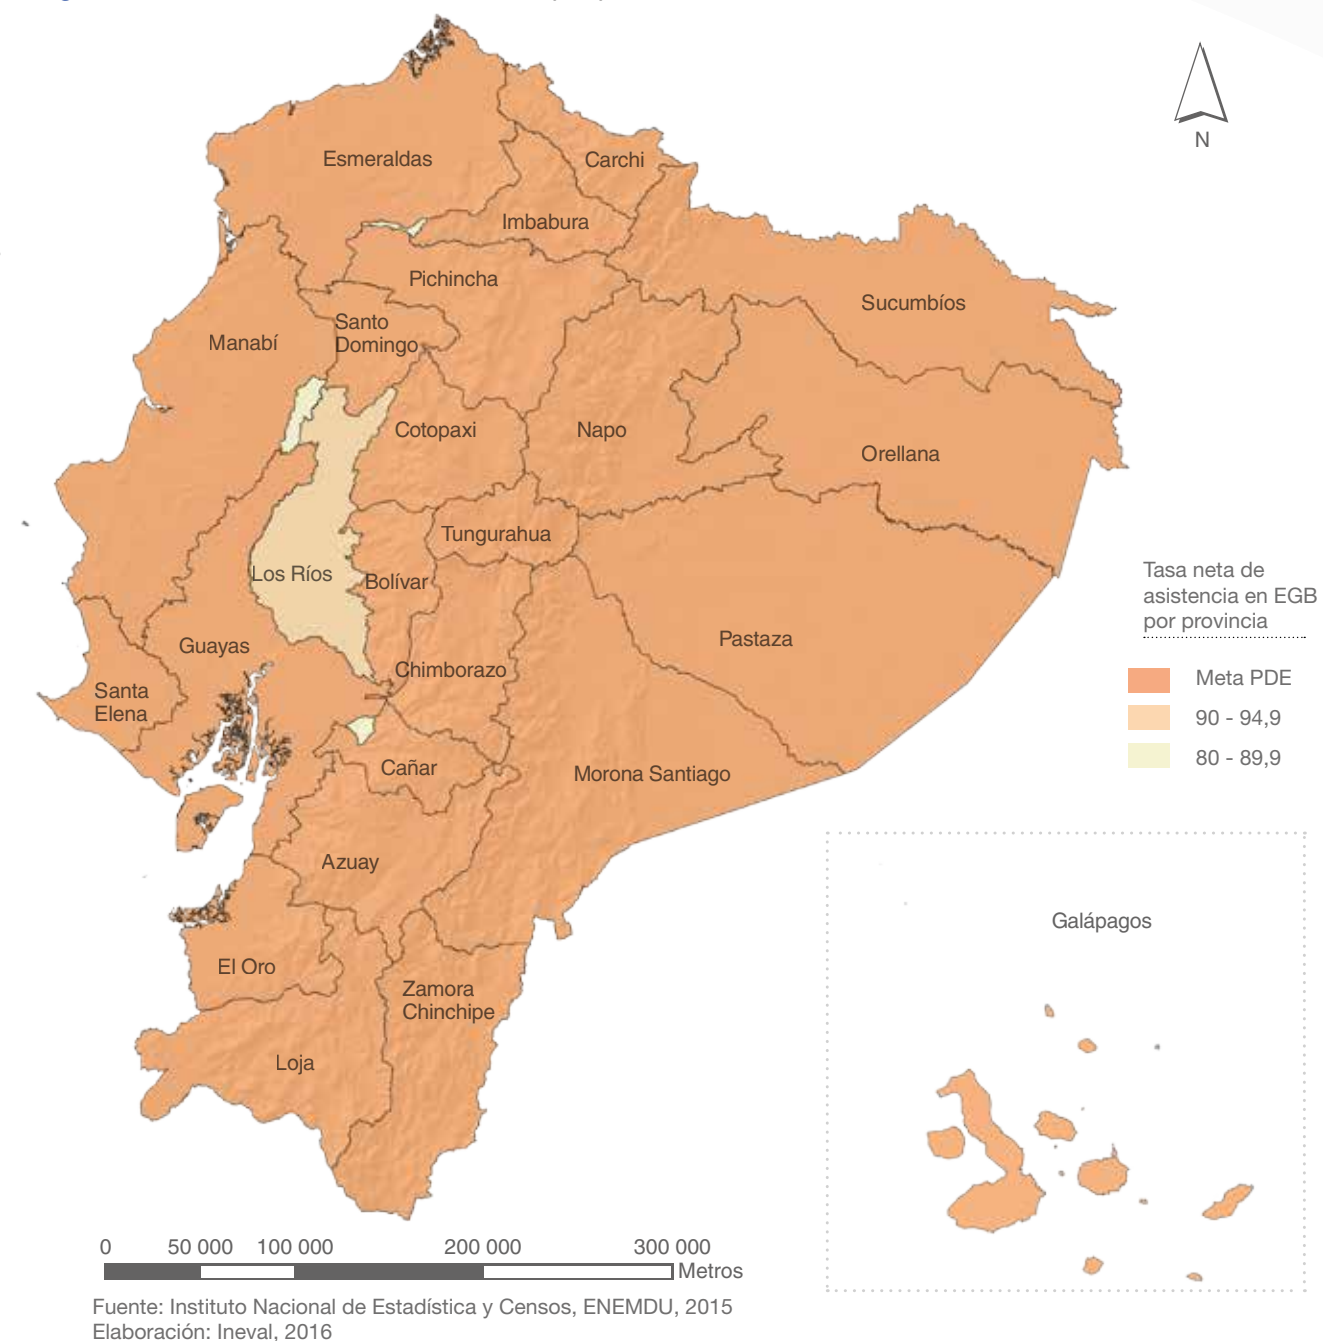 N
Esmeraldas
Carchi
Imbabura
Pichincha
Sucumbíos
Santo
Domingo
Manabí
Cotopaxi
Napo
Orellana
Tungurahua
Los Ríos
Bolívar
Pastaza
Guayas
Chimborazo
Santa
Elena
Cañar
Morona Santiago
Azuay
El Oro
Zamora
Chinchipe
Loja
Tasa neta de
asistencia en EGB
por provincia
Meta PDE
90 - 94,9
80 - 89,9
Galápagos
0 50 000 100 000 200 000 300 000
Metros
Fuente: Instituto Nacional de Estadística y Censos, ENEMDU, 2015
Elaboración: Ineval, 2016